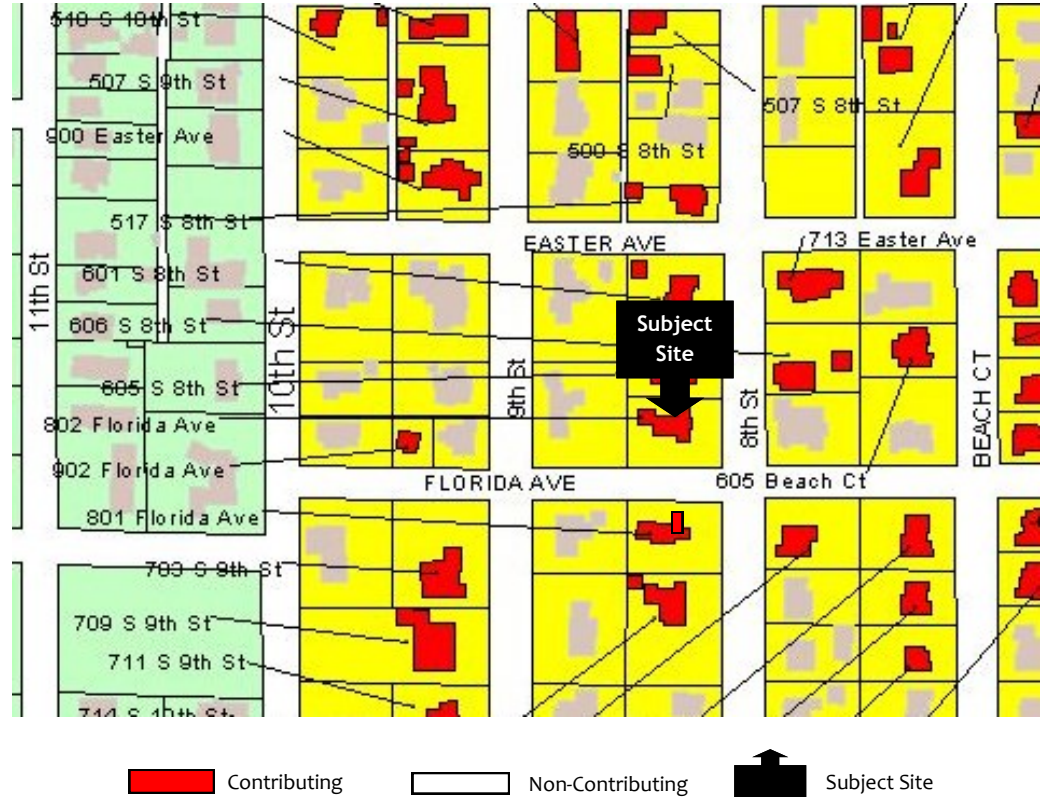 510 S 10th St
507 S 9th St
900 Easter Ave
507 S 8th St
500 S 8th St
517 S 8th St
EASTER AVE
713 Easter Ave
601 S 8th St
11th St
606 S 8th St
10th St
Subject
Site
9th St
8th St
BEACH CT
605 S 8th St
802 Florida Ave
902 Florida Ave
FLORIDA AVE
605 Beach Ct
801 Florida Ave
703 S 9th St
709 S 9th St
711 S 9th St
714 S 10th St
Contributing
Non-Contributing
Subject Site